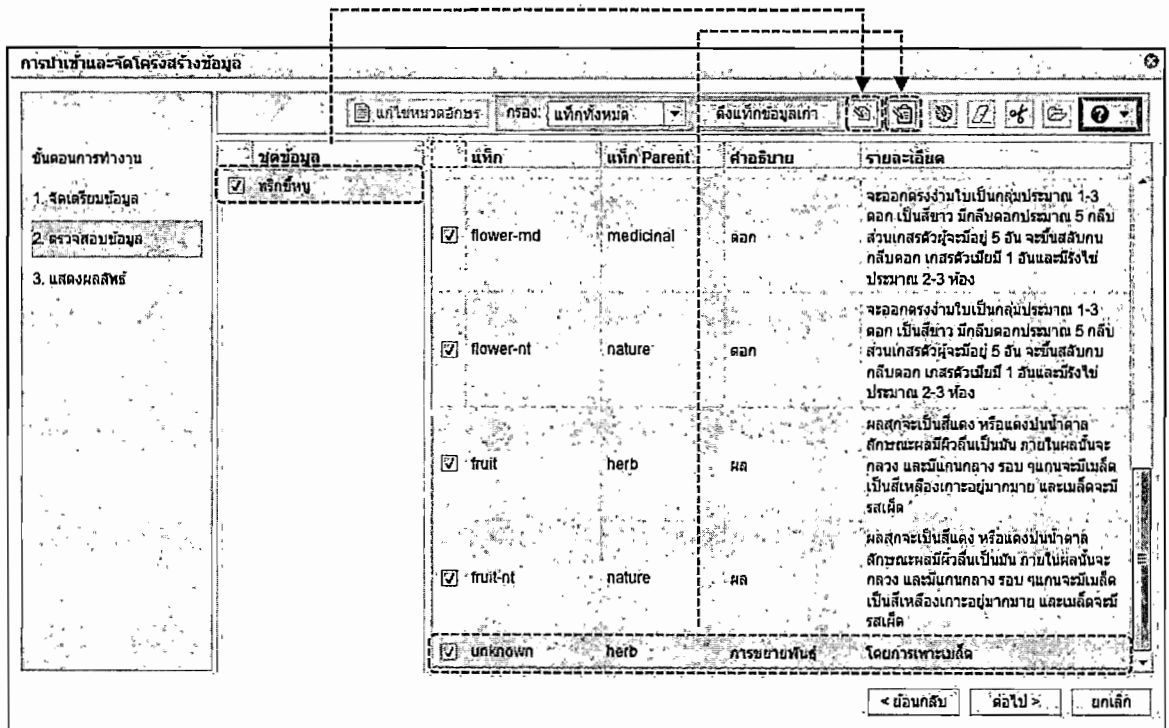 การนำเข้าและจัดโครงสร้างข้อมูล
แก้ไขหมวดอักษร กรอง: แท็กทั้งหมด ดึงแท็กข้อมูลเก่า
ขั้นตอนการทำงาน
1. จัดเตรียมข้อมูล
2. ตรวจสอบข้อมูล
3. แสดงผลลัพธ์
ชุดข้อมูล
พริกขี้หนู
แท็ก แท็ก Parent คำอธิบาย รายละเอียด
flower-md medicinal ดอก
จะออกตรงง่ามใบเป็นกลุ่มประมาณ 1-3
ดอก เป็นสีขาว มีกลีบดอกประมาณ 5 กลีบ
ส่วนเกสรตัวผู้จะมีอยู่ 5 อัน จะขึ้นสลับกบ
กลีบดอก เกสรตัวเมียมี 1 อันและมีรังไข่
ประมาณ 2-3 ห้อง
flower-nt nature ดอก
จะออกตรงง่ามใบเป็นกลุ่มประมาณ 1-3
ดอก เป็นสีขาว มีกลีบดอกประมาณ 5 กลีบ
ส่วนเกสรตัวผู้จะมีอยู่ 5 อัน จะขึ้นสลับกบ
กลีบดอก เกสรตัวเมียมี 1 อันและมีรังไข่
ประมาณ 2-3 ห้อง
fruit herb ผล
ผลสุกจะเป็นสีแดง หรือแดงปนน้ำตาล
ลักษณะผลมีผิวลื่นเป็นมัน ภายในผลนั้นจะ
กลวง และมีแกนกลาง รอบ ๆแกนจะมีเมล็ด
เป็นสีเหลืองเกาะอยู่มากมาย และเมล็ดจะมี
รสเผ็ด
fruit-nt nature ผล
ผลสุกจะเป็นสีแดง หรือแดงปนน้ำตาล
ลักษณะผลมีผิวลื่นเป็นมัน ภายในผลนั้นจะ
กลวง และมีแกนกลาง รอบ ๆแกนจะมีเมล็ด
เป็นสีเหลืองเกาะอยู่มากมาย และเมล็ดจะมี
รสเผ็ด
unknown herb การขยายพันธุ์ โดยการเพาะเมล็ด
< ย้อนกลับ ต่อไป > ยกเลิก